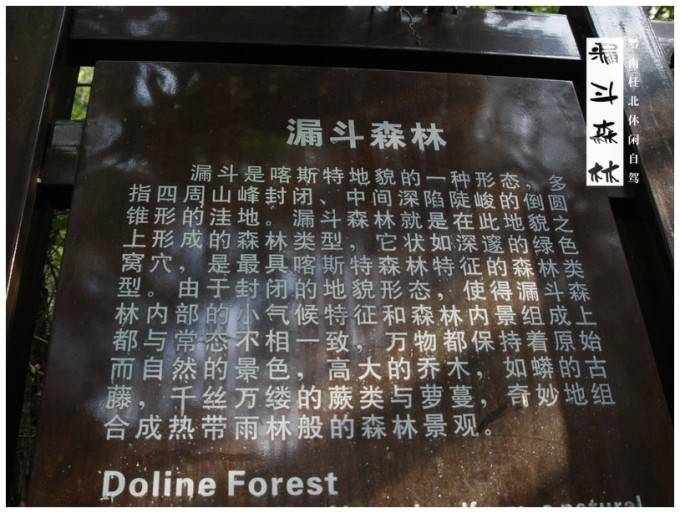 漏斗森林
漏斗是喀斯特地貌的一种形态，多
指四周山峰封闭、中间深陷陡峻的倒圆
锥形的洼地。漏斗森林就是在此地貌之
上形成的森林类型，它状如深邃的绿色
窝穴，是最具喀斯特森林特征的森林类
型。由于封闭的地貌形态，使得漏斗森
林内部的小气候特征和森林内景组成上
都与常态不相一致，万物都保持着原始
而自然的景色，高大的乔木，如蟒的古
藤，千丝万缕的蕨类与萝蔓，奇妙地组
合成热带雨林般的森林景观。
Doline Forest
natural
漏斗森林
黔南桂北休闲自驾